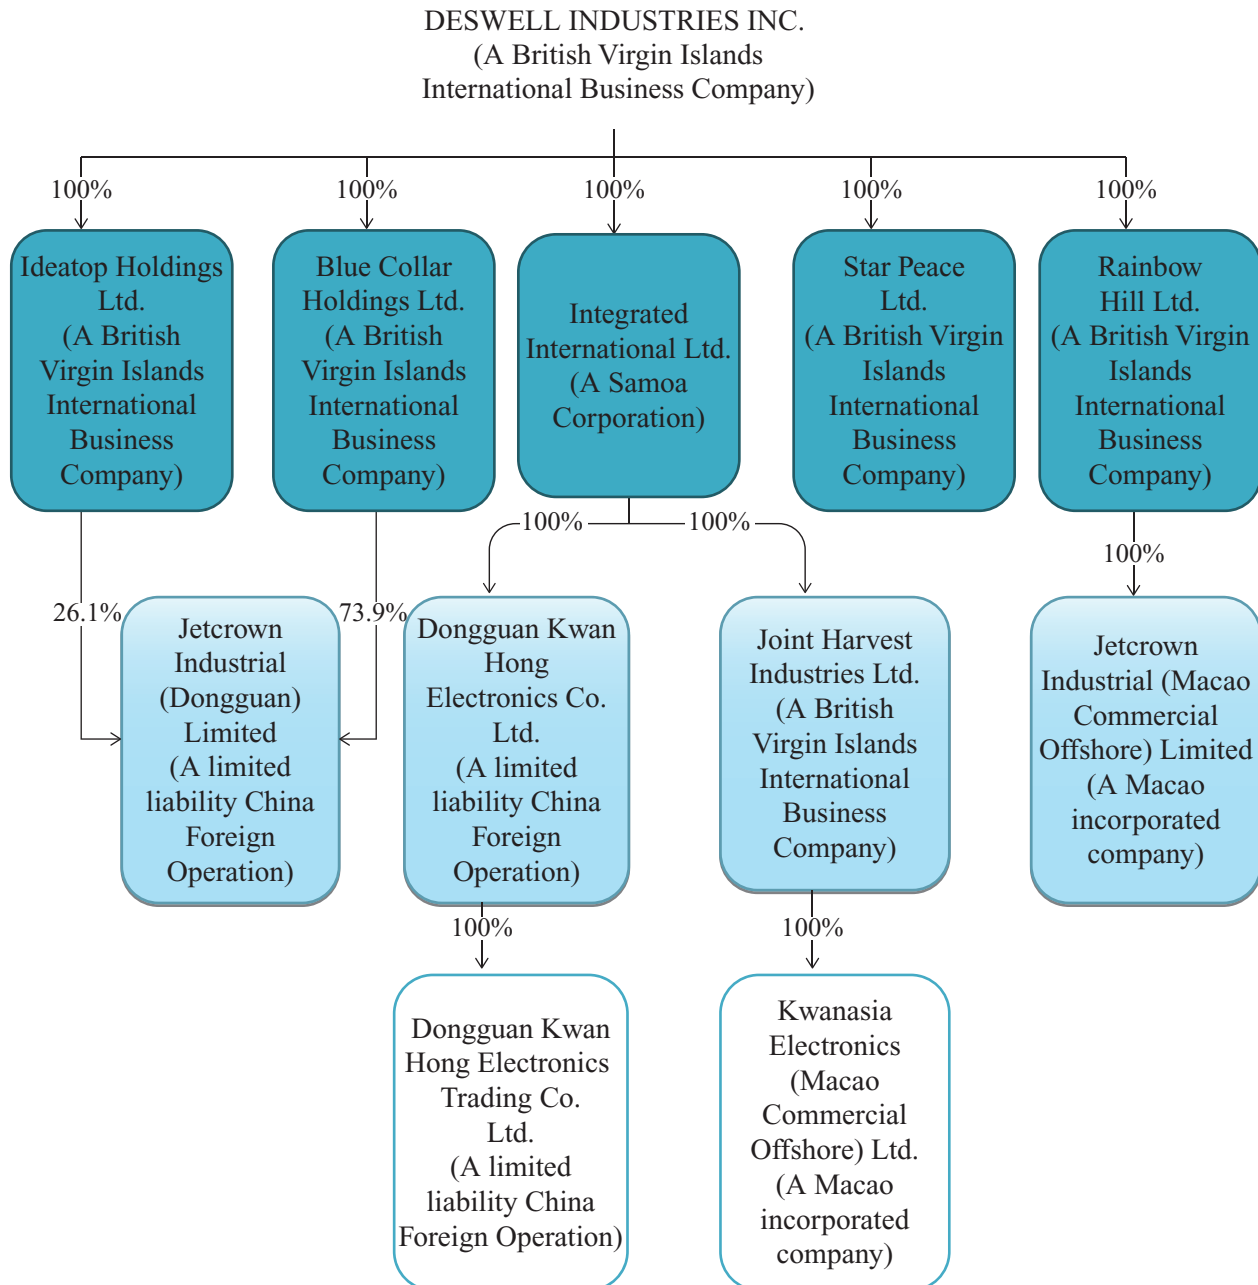 DESWELL INDUSTRIES INC.
(A British Virgin Islands
International Business Company)
100%
100%
100%
100%
100%
Ideatop Holdings
Ltd.
(A British
Virgin Islands
International
Business
Company)
Blue Collar
Holdings Ltd.
(A British
Virgin Islands
International
Business
Company)
Integrated
International Ltd.
(A Samoa
Corporation)
Star Peace
Ltd.
(A British Virgin
Islands
International
Business
Company)
Rainbow
Hill Ltd.
(A British Virgin
Islands
International
Business
Company)
100%
100%
100%
26.1%
73.9%
Jetcrown
Industrial
(Dongguan)
Limited
(A limited
liability China
Foreign
Operation)
Dongguan Kwan
Hong
Electronics Co.
Ltd.
(A limited
liability China
Foreign
Operation)
Joint Harvest
Industries Ltd.
(A British
Virgin Islands
International
Business
Company)
Jetcrown
Industrial (Macao
Commercial
Offshore) Limited
(A Macao
incorporated
company)
100%
100%
Dongguan Kwan
Hong Electronics
Trading Co.
Ltd.
(A limited
liability China
Foreign Operation)
Kwanasia
Electronics
(Macao
Commercial
Offshore) Ltd.
(A Macao
incorporated
company)